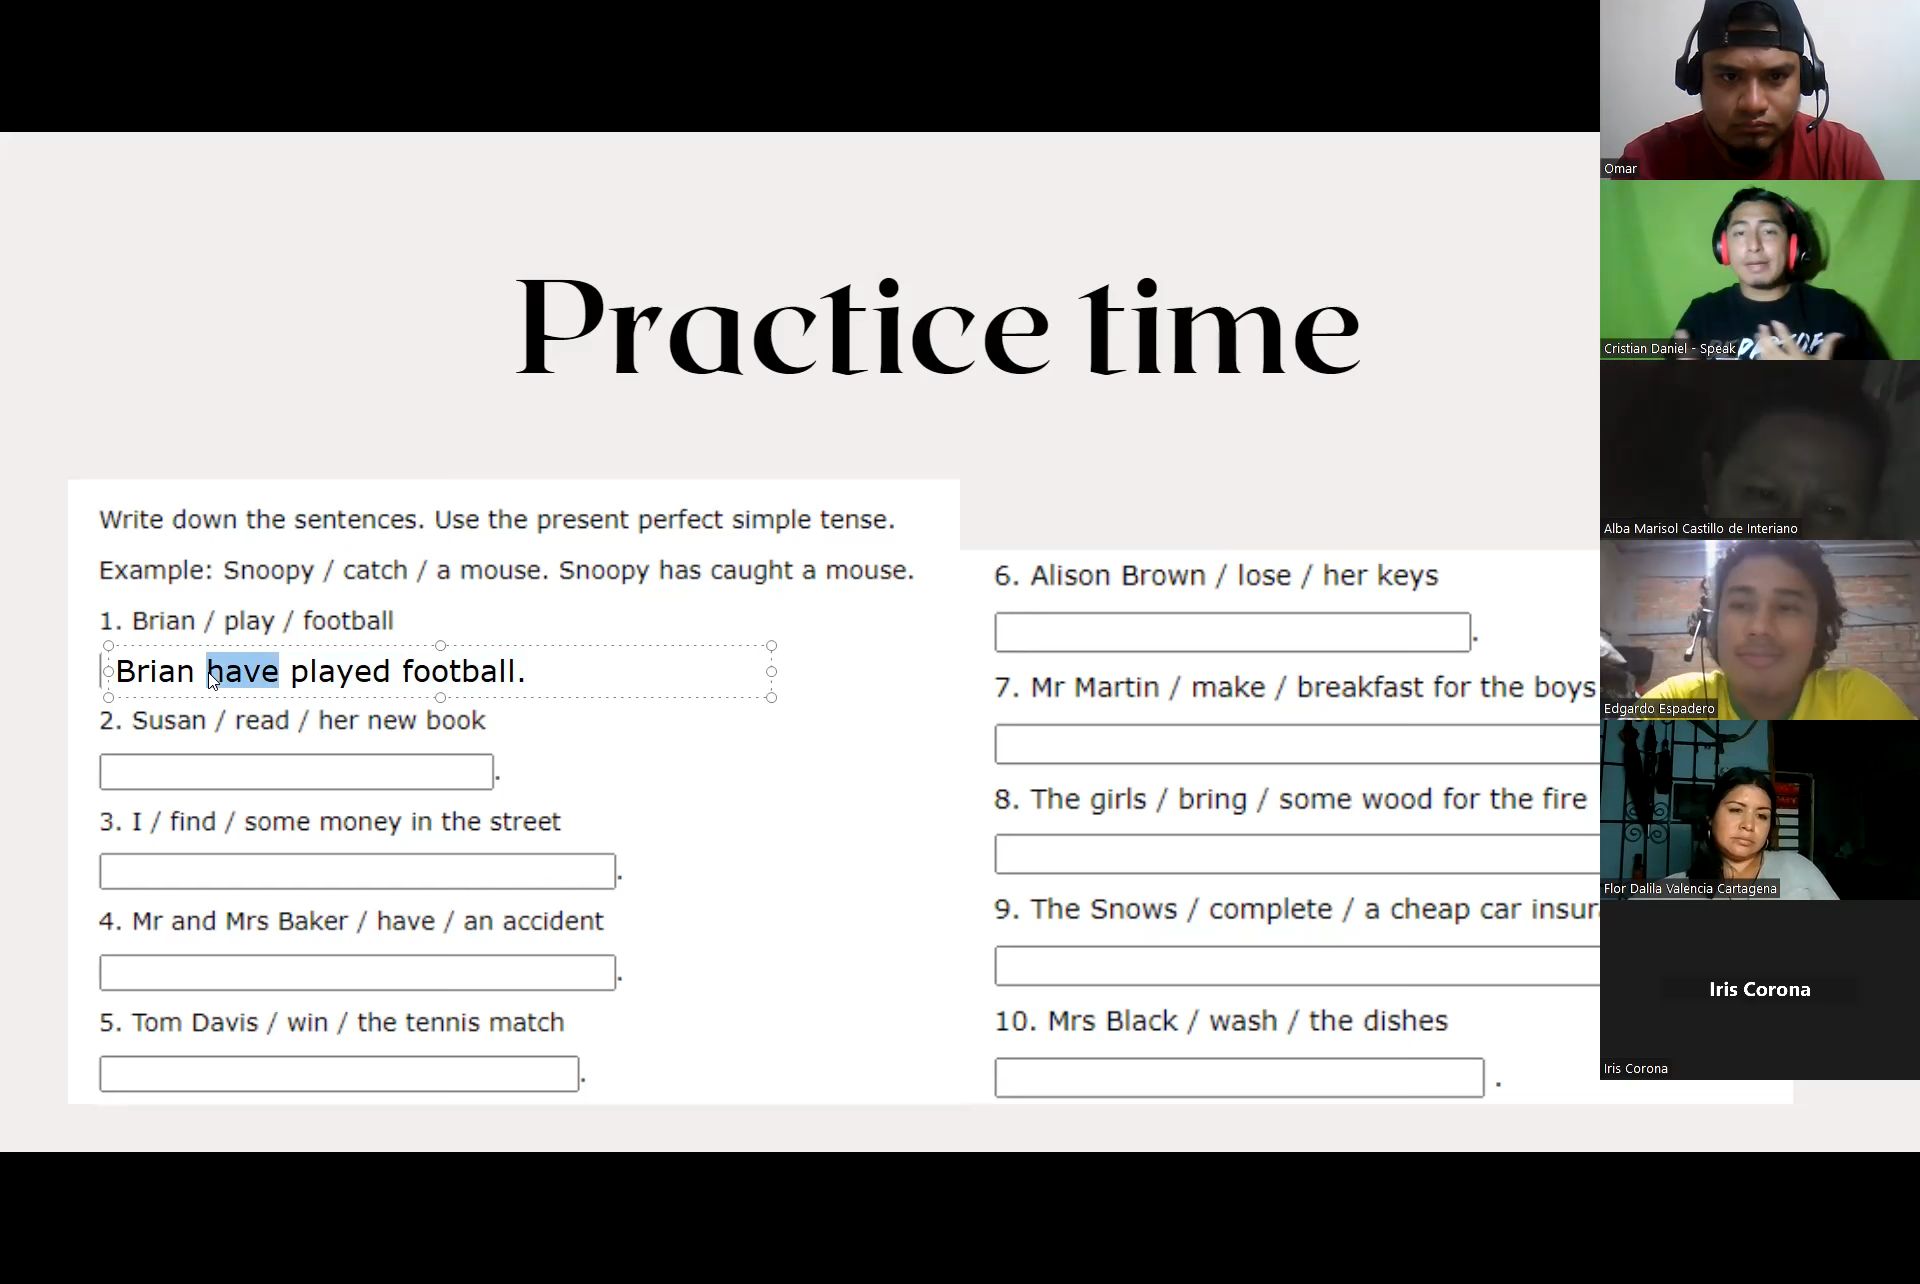 Practice time
Write down the sentences. Use the present perfect simple tense.
Example: Snoopy / catch / a mouse. Snoopy has caught a mouse.
1. Brian / play / football
Brian have played football.
2. Susan / read / her new book
.
3. I / find / some money in the street
.
4. Mr and Mrs Baker / have / an accident
.
5. Tom Davis / win / the tennis match
.
6. Alison Brown / lose / her keys
.
7. Mr Martin / make / breakfast for the boys
8. The girls / bring / some wood for the fire
9. The Snows / complete / a cheap car
10. Mrs Black / wash / the dishes
.
Omar
Cristian Daniel - Speak
Alba Marisol Castillo de Interiano
Edgardo Espadero
Flor Dalila Valencia Cartagena
Iris Corona
Iris Corona